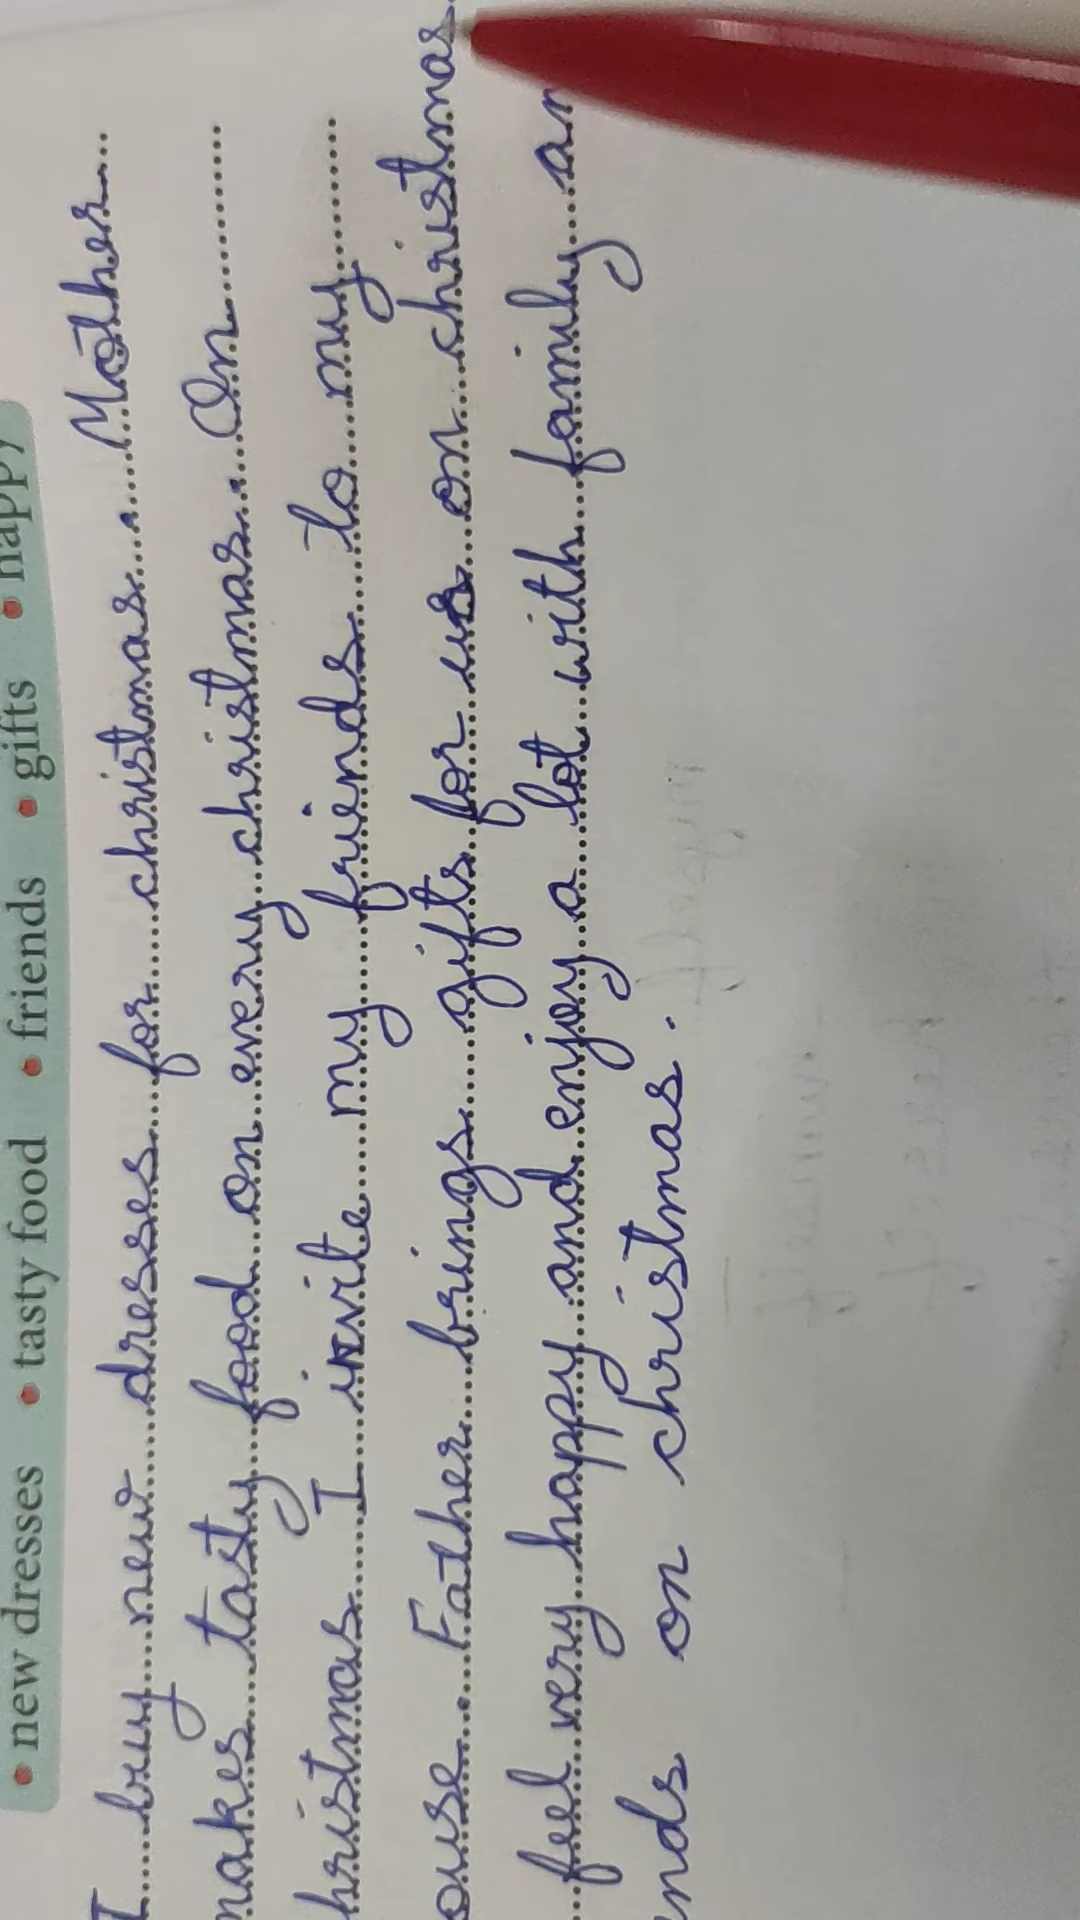 • new dresses • tasty food • friends • gifts • happy
I buy new dresses for christmas. Mother
makes tasty food on every christmas. On
hristmas I invite my friends to my
ouse. Father brings gifts for us on christmas.
feel very happy and enjoy a lot with family an
nds on christmas.